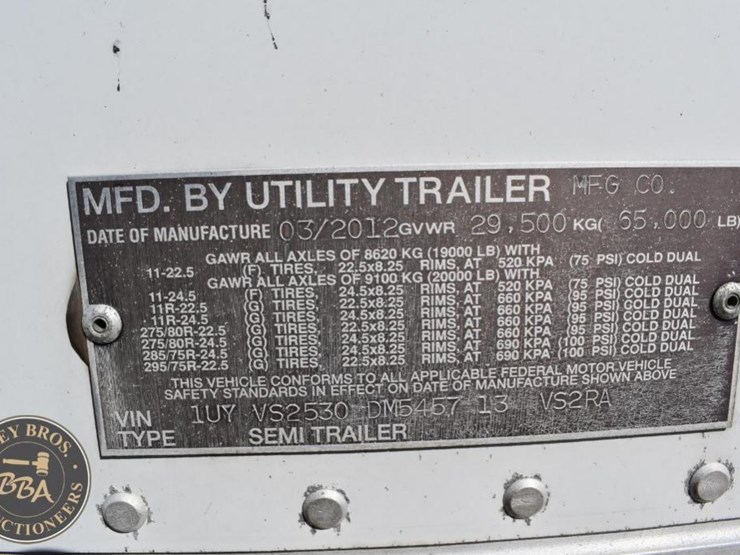 MFD. BY UTILITY TRAILER MFG CO.
DATE OF MANUFACTURE 03/2012 GVWR 29,500 KG( 65,000 LB)
GAWR ALL AXLES OF 8620 KG (19000 LB) WITH
11-22.5 (F) TIRES, 22.5x8.25 RIMS, AT 520 KPA (75 PSI) COLD DUAL
GAWR ALL AXLES OF 9100 KG (20000 LB) WITH
11-24.5 (F) TIRES, 24.5x8.25 RIMS, AT 520 KPA (75 PSI) COLD DUAL
11R-22.5 (G) TIRES, 22.5x8.25 RIMS, AT 660 KPA (95 PSI) COLD DUAL
11R-24.5 (G) TIRES, 24.5x8.25 RIMS, AT 660 KPA (95 PSI) COLD DUAL
275/80R-22.5 (G) TIRES, 22.5x8.25 RIMS, AT 660 KPA (95 PSI) COLD DUAL
275/80R-24.5 (G) TIRES, 24.5x8.25 RIMS, AT 660 KPA (95 PSI) COLD DUAL
285/75R-24.5 (G) TIRES, 24.5x8.25 RIMS, AT 690 KPA (100 PSI) COLD DUAL
295/75R-22.5 (G) TIRES, 22.5x8.25 RIMS, AT 690 KPA (100 PSI) COLD DUAL
THIS VEHICLE CONFORMS TO ALL APPLICABLE FEDERAL MOTOR VEHICLE
SAFETY STANDARDS IN EFFECT ON DATE OF MANUFACTURE SHOWN ABOVE
VIN 1UY VS2530 DM5457 13 VS2RA
TYPE SEMI TRAILER
BROS.
BBA